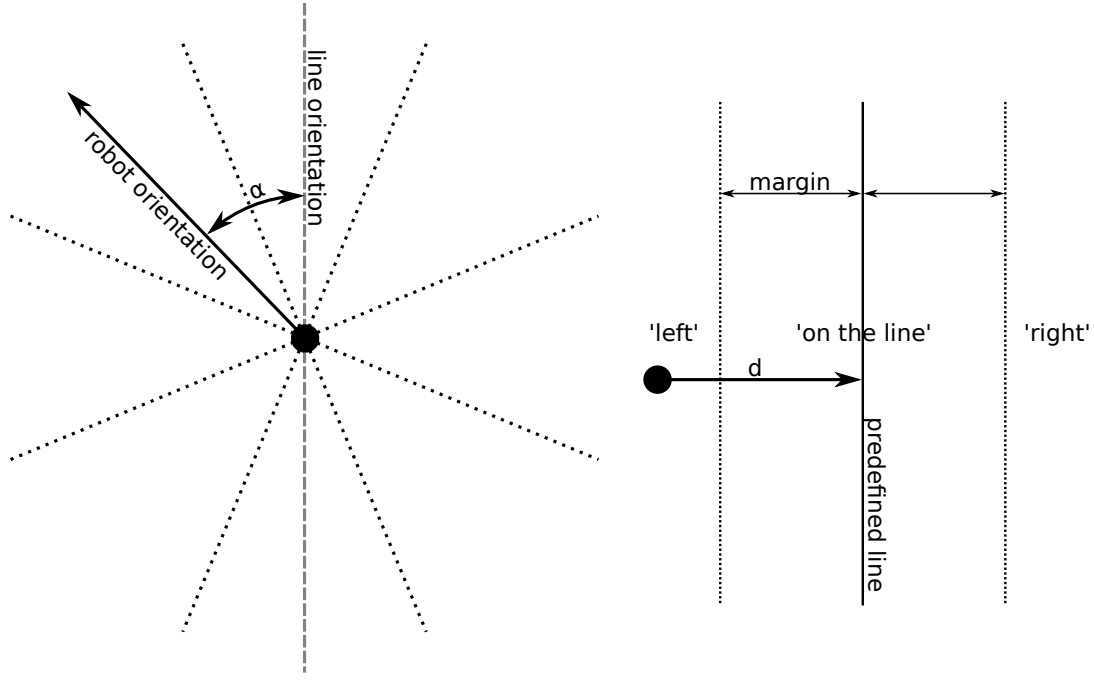 line orientation
α
robot orientation
margin
'left'
'on the line'
'right'
d
predefined line